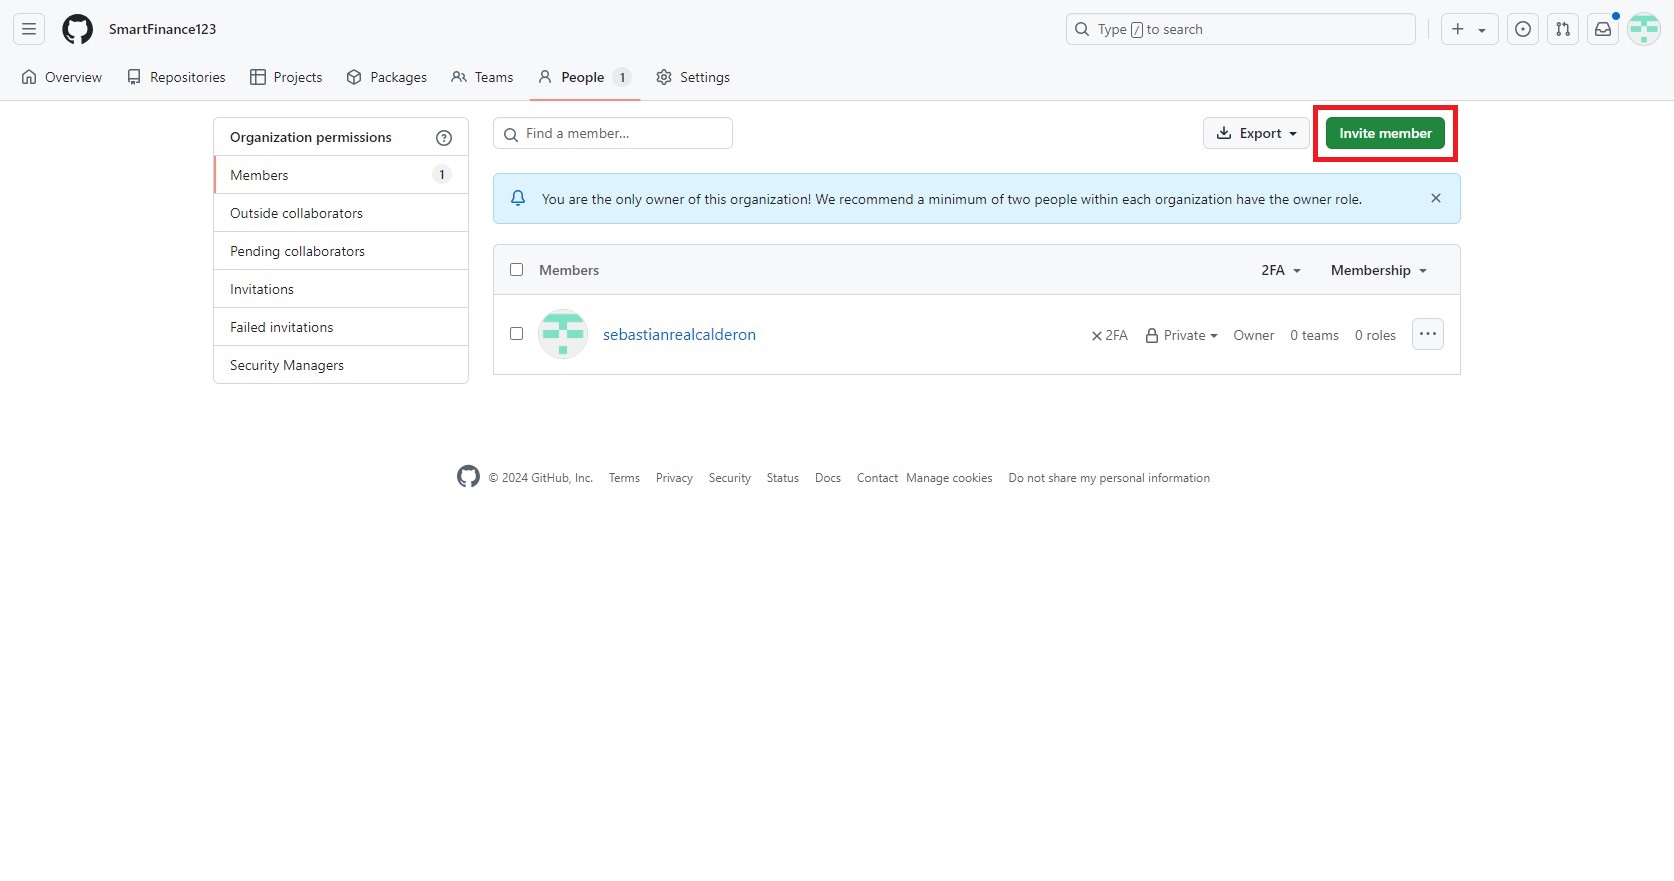 SmartFinance123
Type / to search
Overview Repositories Projects Packages Teams People 1 Settings
Organization permissions
Members 1
Outside collaborators
Pending collaborators
Invitations
Failed invitations
Security Managers
Find a member...
Export Invite member
You are the only owner of this organization! We recommend a minimum of two people within each organization have the owner role.
Members 2FA Membership
sebastianrealcalderon 2FA Private Owner 0 teams 0 roles
© 2024 GitHub, Inc. Terms Privacy Security Status Docs Contact Manage cookies Do not share my personal information